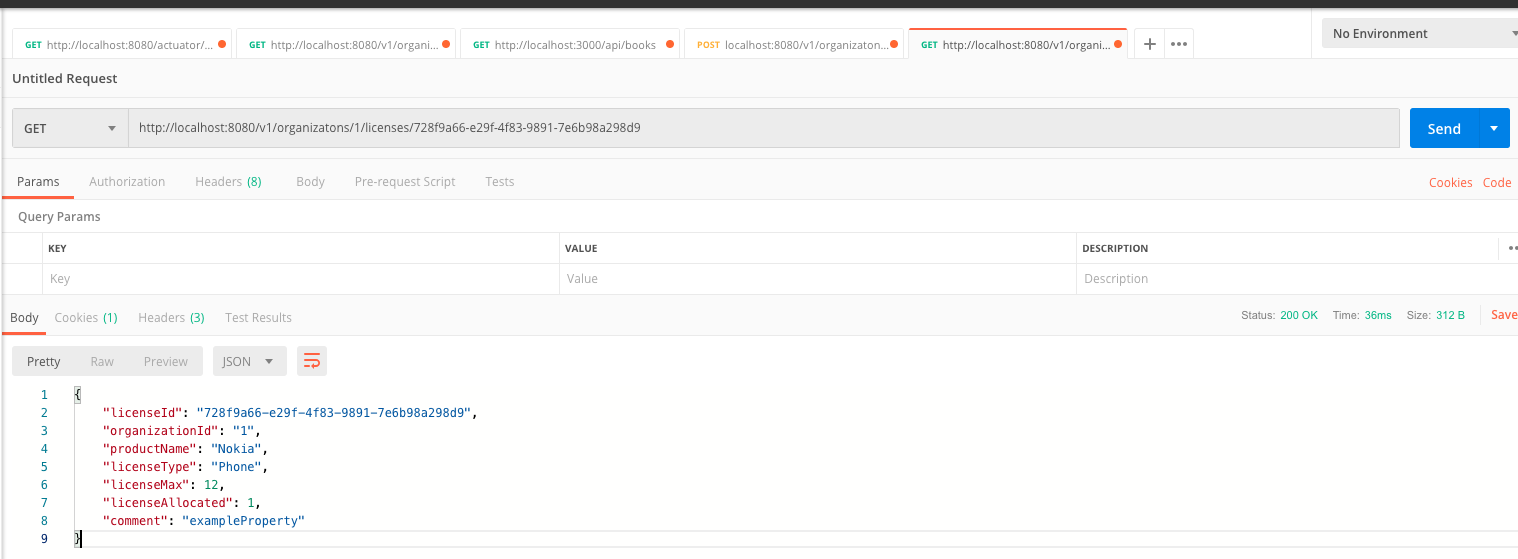 GET http://localhost:8080/actuator/... GET http://localhost:8080/v1/organi... GET http://localhost:3000/api/books POST localhost:8080/v1/organizaton... GET http://localhost:8080/v1/organi... + ••• No Environment
Untitled Request
GET http://localhost:8080/v1/organizatons/1/licenses/728f9a66-e29f-4f83-9891-7e6b98a298d9 Send
Params Authorization Headers (8) Body Pre-request Script Tests Cookies Code
Query Params
KEY VALUE DESCRIPTION
Key Value Description
Body Cookies (1) Headers (3) Test Results Status: 200 OK Time: 36ms Size: 312 B Save
Pretty Raw Preview JSON
1 {
2 "licenseId": "728f9a66-e29f-4f83-9891-7e6b98a298d9",
3 "organizationId": "1",
4 "productName": "Nokia",
5 "licenseType": "Phone",
6 "licenseMax": 12,
7 "licenseAllocated": 1,
8 "comment": "exampleProperty"
9 }